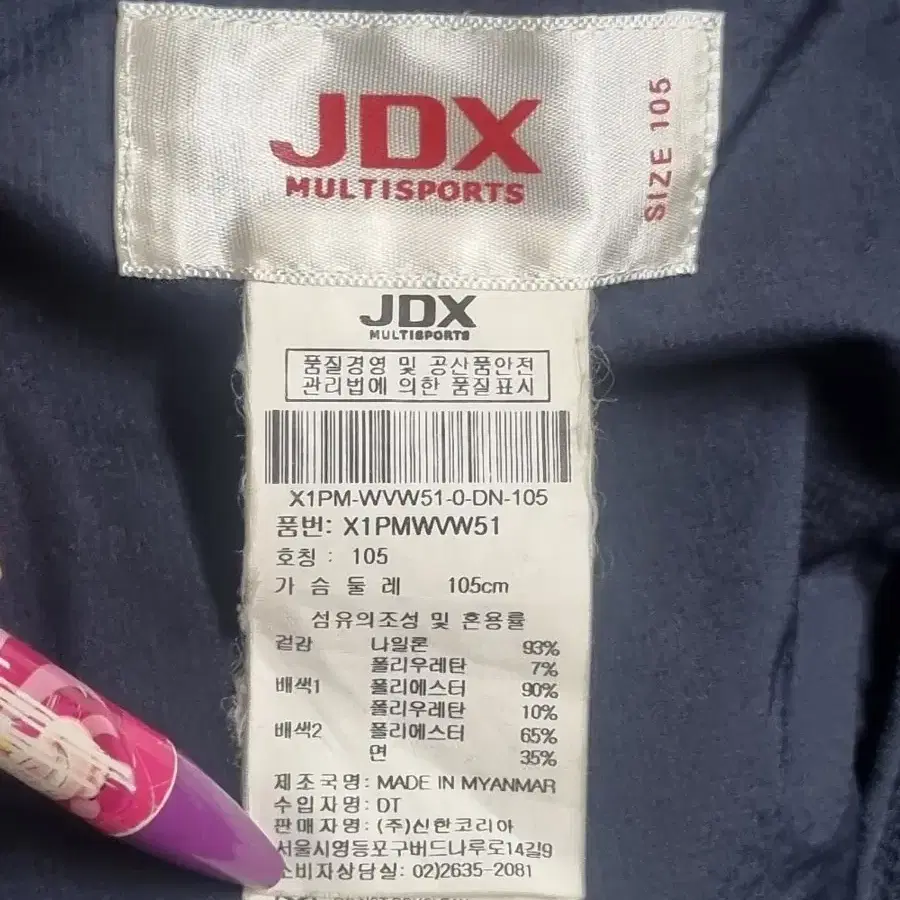 JDX
MULTISPORTS
SIZE 105
JDX
MULTISPORTS
품질경영 및 공산품안전
관리법에 의한 품질표시
X1PM-WVW51-0-DN-105
품번: X1PMWVW51
호칭 : 105
가 슴 둘 레 105cm
섬유의조성 및 혼용률
겉감 나일론 93%
폴리우레탄 7%
배색1 폴리에스터 90%
폴리우레탄 10%
배색2 폴리에스터 65%
면 35%
제조국명: MADE IN MYANMAR
수입자명: DT
판매자명: (주)신한코리아
서울시영등포구버드나루로14길9
소비자상담실: 02)2635-2081